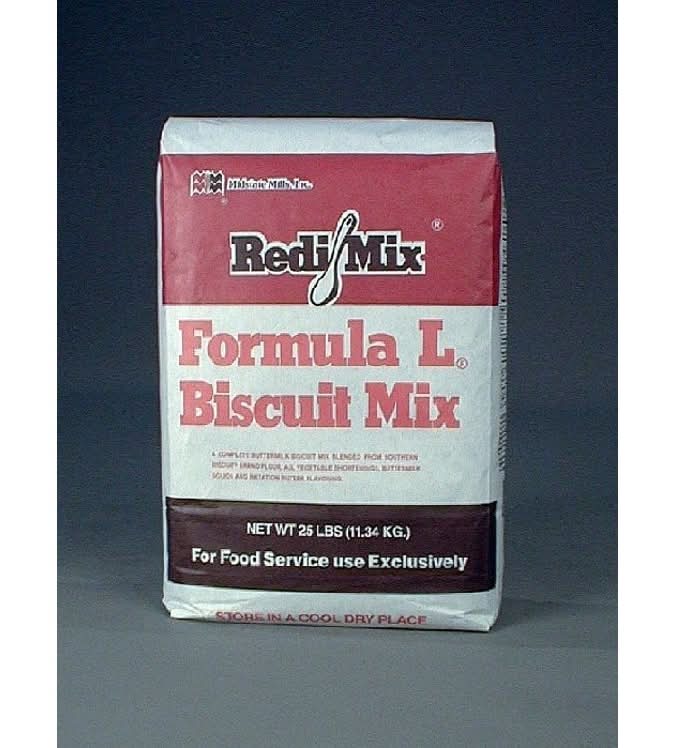 Midstate Mills, Inc.
®
Redi Mix ®
Formula L®
Biscuit Mix
A COMPLETE BUTTERMILK BISCUIT MIX BLENDED FROM SOUTHERN
BISCUIT BRAND FLOUR, ALL VEGETABLE SHORTENING, BUTTERMILK
SOLIDS AND IMITATION BUTTER FLAVORING.
NET WT 25 LBS (11.34 KG.)
For Food Service use Exclusively
STORE IN A COOL DRY PLACE